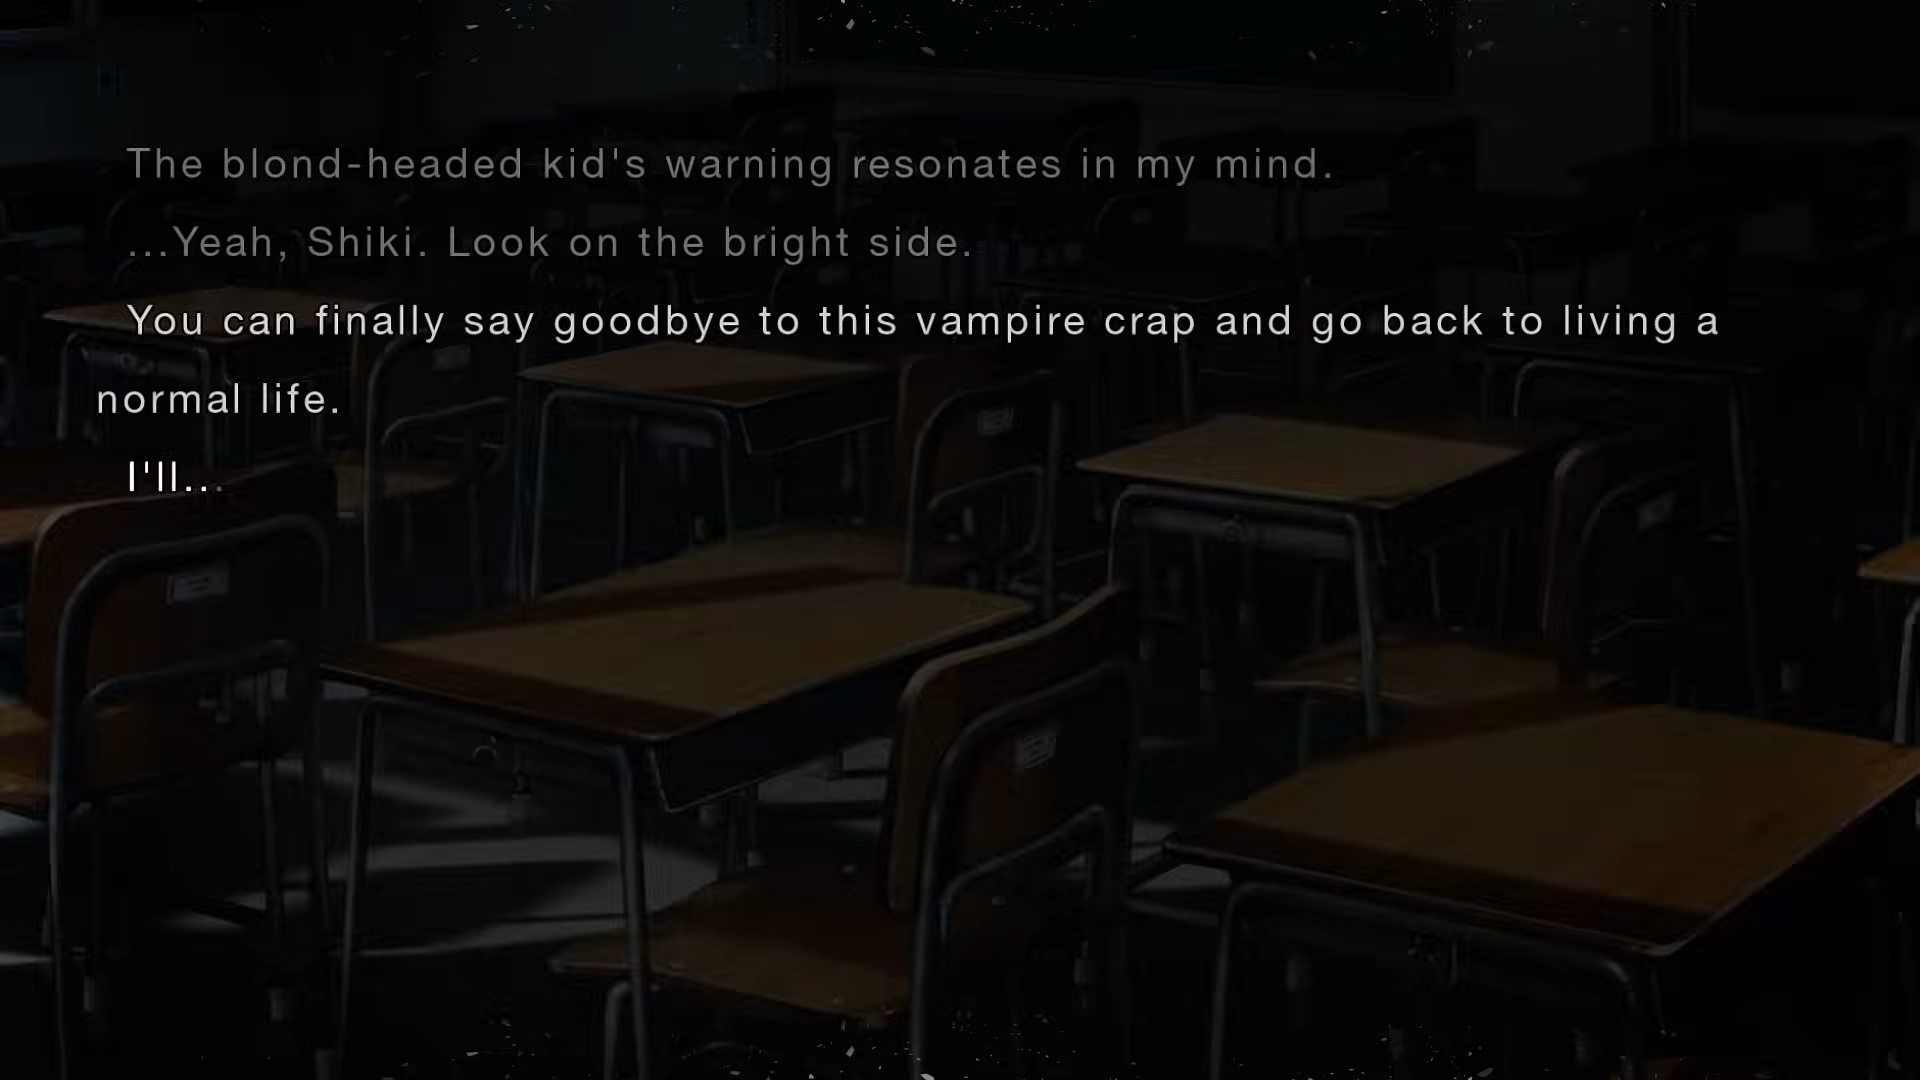 The blond-headed kid's warning resonates in my mind.
...Yeah, Shiki. Look on the bright side.
You can finally say goodbye to this vampire crap and go back to living a
normal life.
I'll...